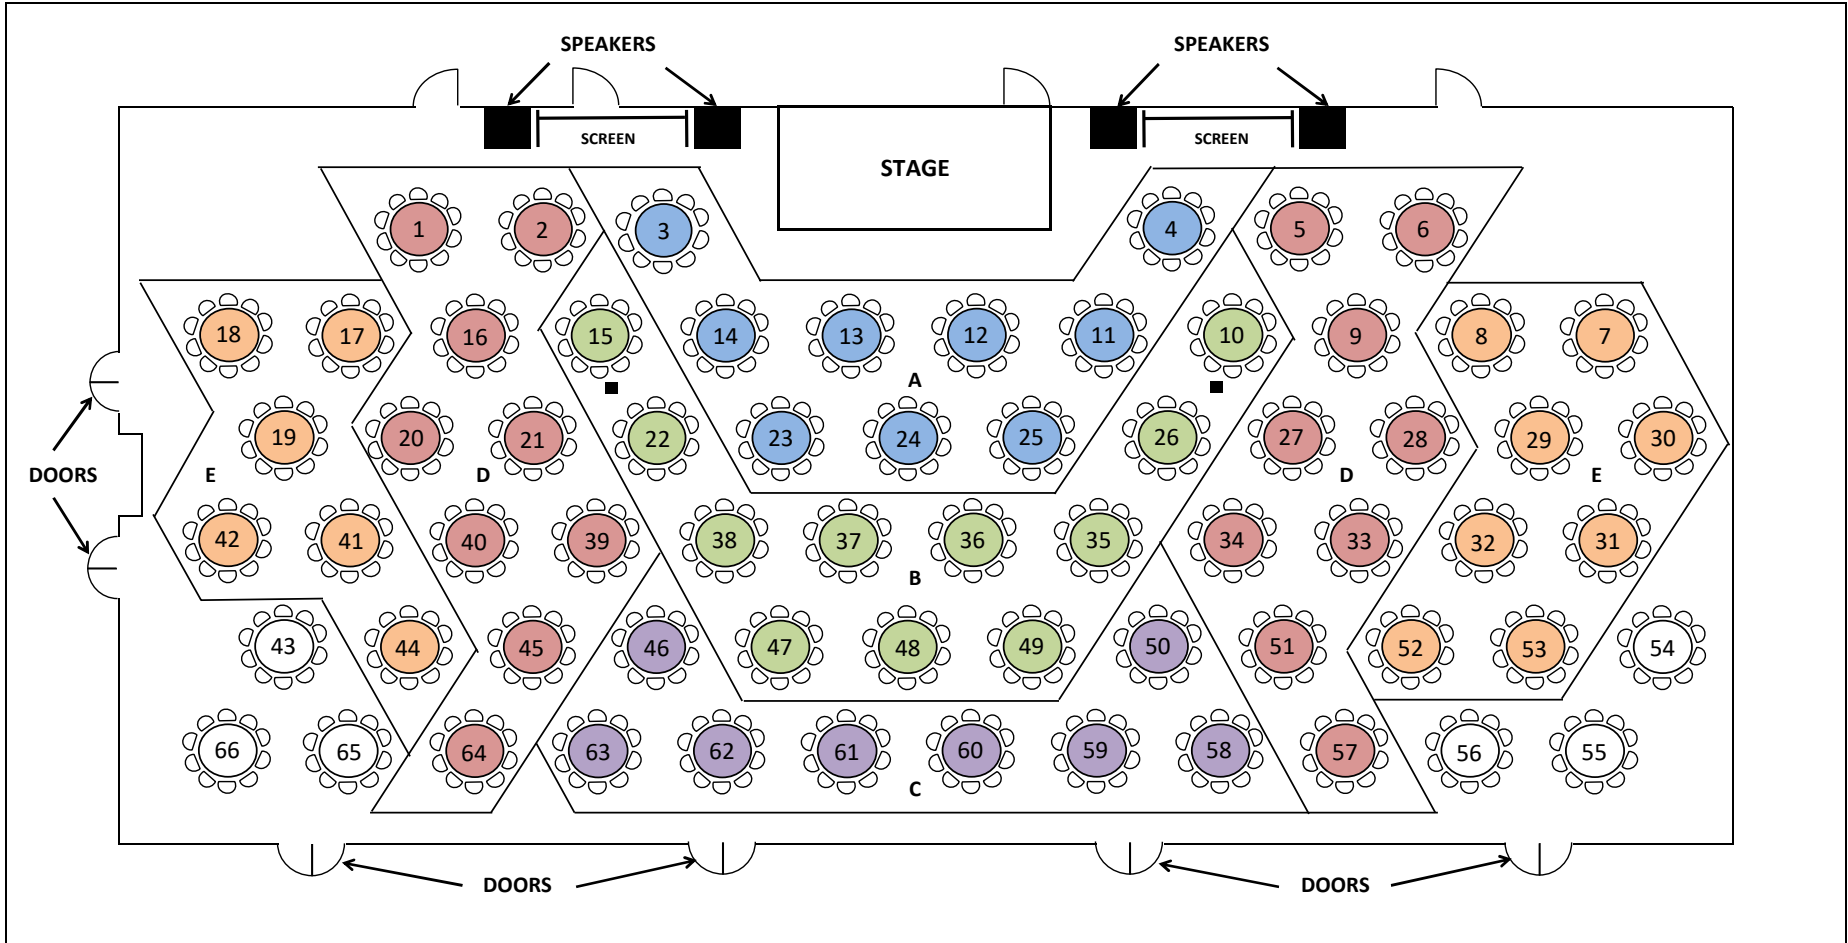 SPEAKERS
SPEAKERS
SCREEN
SCREEN
STAGE
1 2 3 4 5 6
18 17 16 15 14 13 12 11 10 9 8 7
A
19 20 21 22 23 24 25 26 27 28 29 30
DOORS
E D D E
42 41 40 39 38 37 36 35 34 33 32 31
B
43 44 45 46 47 48 49 50 51 52 53 54
66 65 64 63 62 61 60 59 58 57 56 55
C
DOORS
DOORS